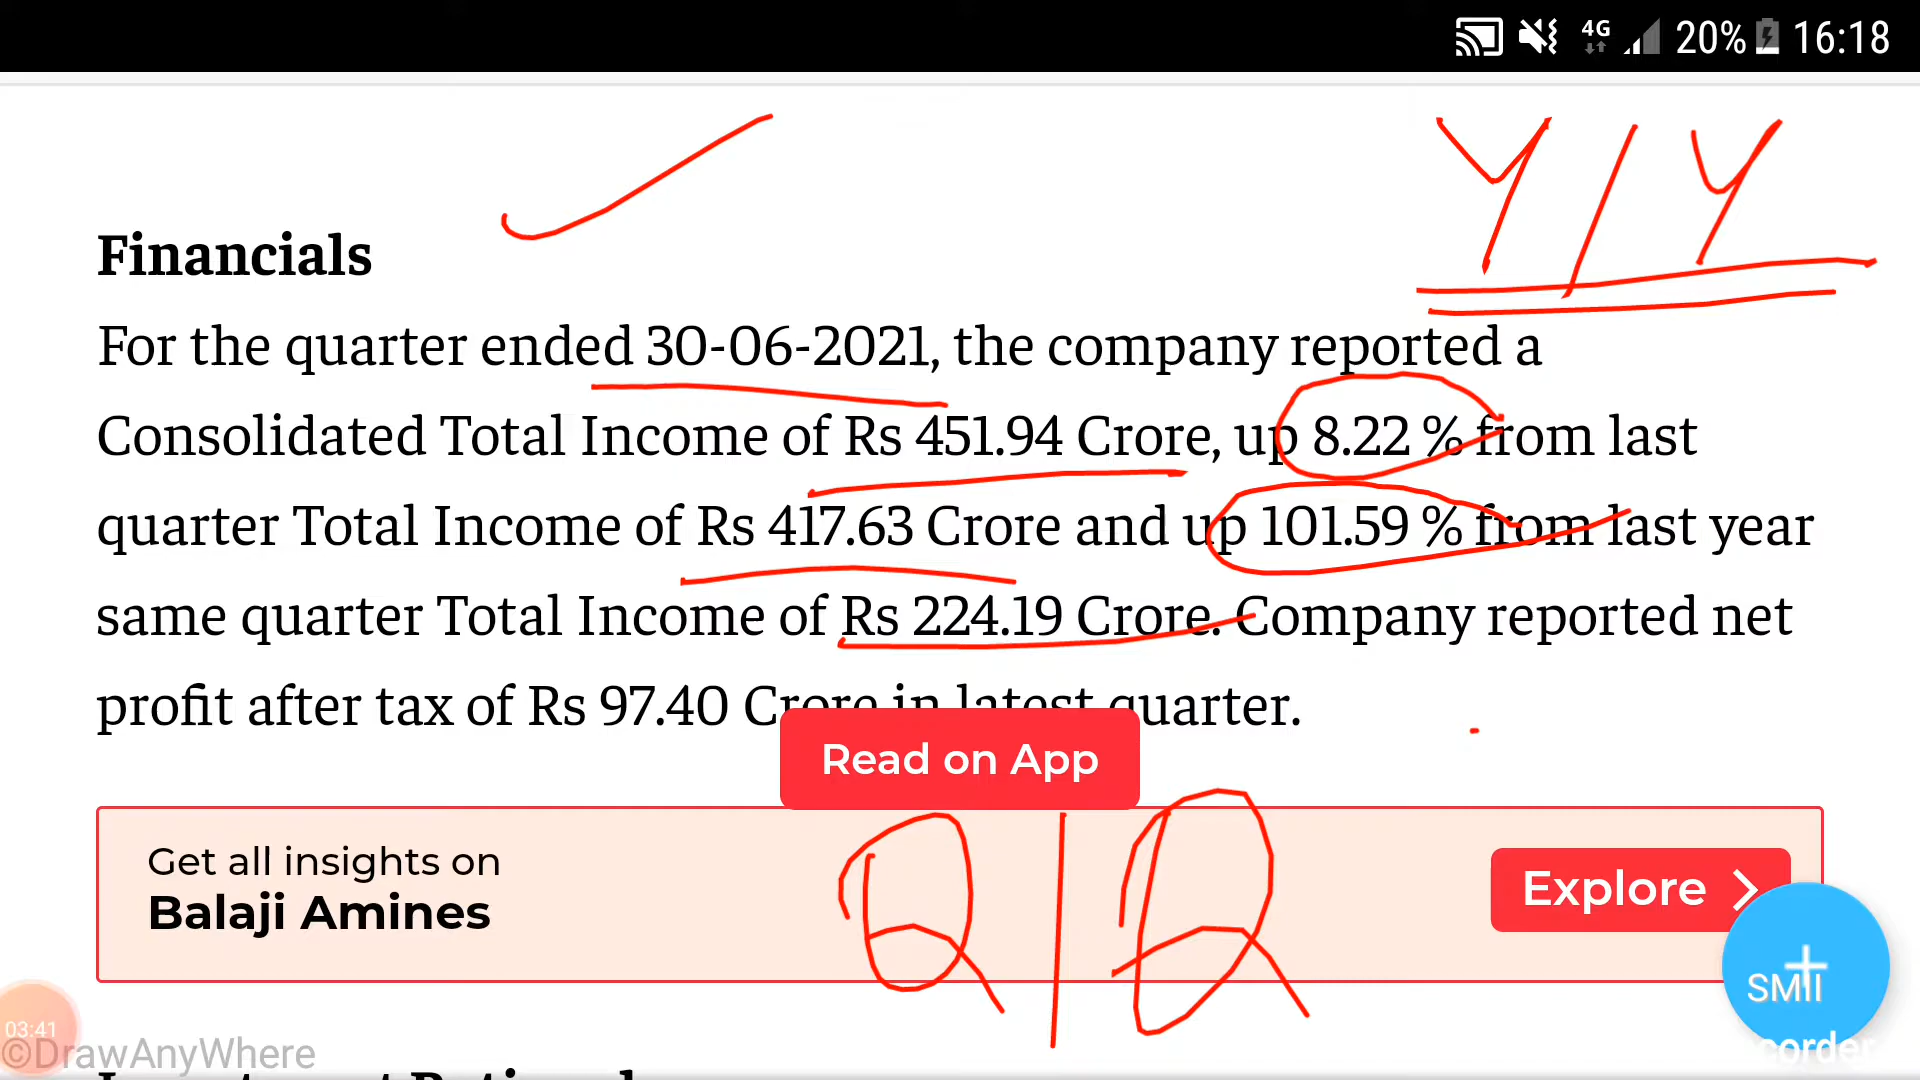 4G 20% 16:18
Y/Y
Financials
For the quarter ended 30-06-2021, the company reported a
Consolidated Total Income of Rs 451.94 Crore, up 8.22 % from last
quarter Total Income of Rs 417.63 Crore and up 101.59 % from last year
same quarter Total Income of Rs 224.19 Crore. Company reported net
profit after tax of Rs 97.40 Crore in latest quarter.
Read on App
Get all insights on
Balaji Amines
Explore
Q|Q
SMII
03:41
©DrawAnyWhere
corder